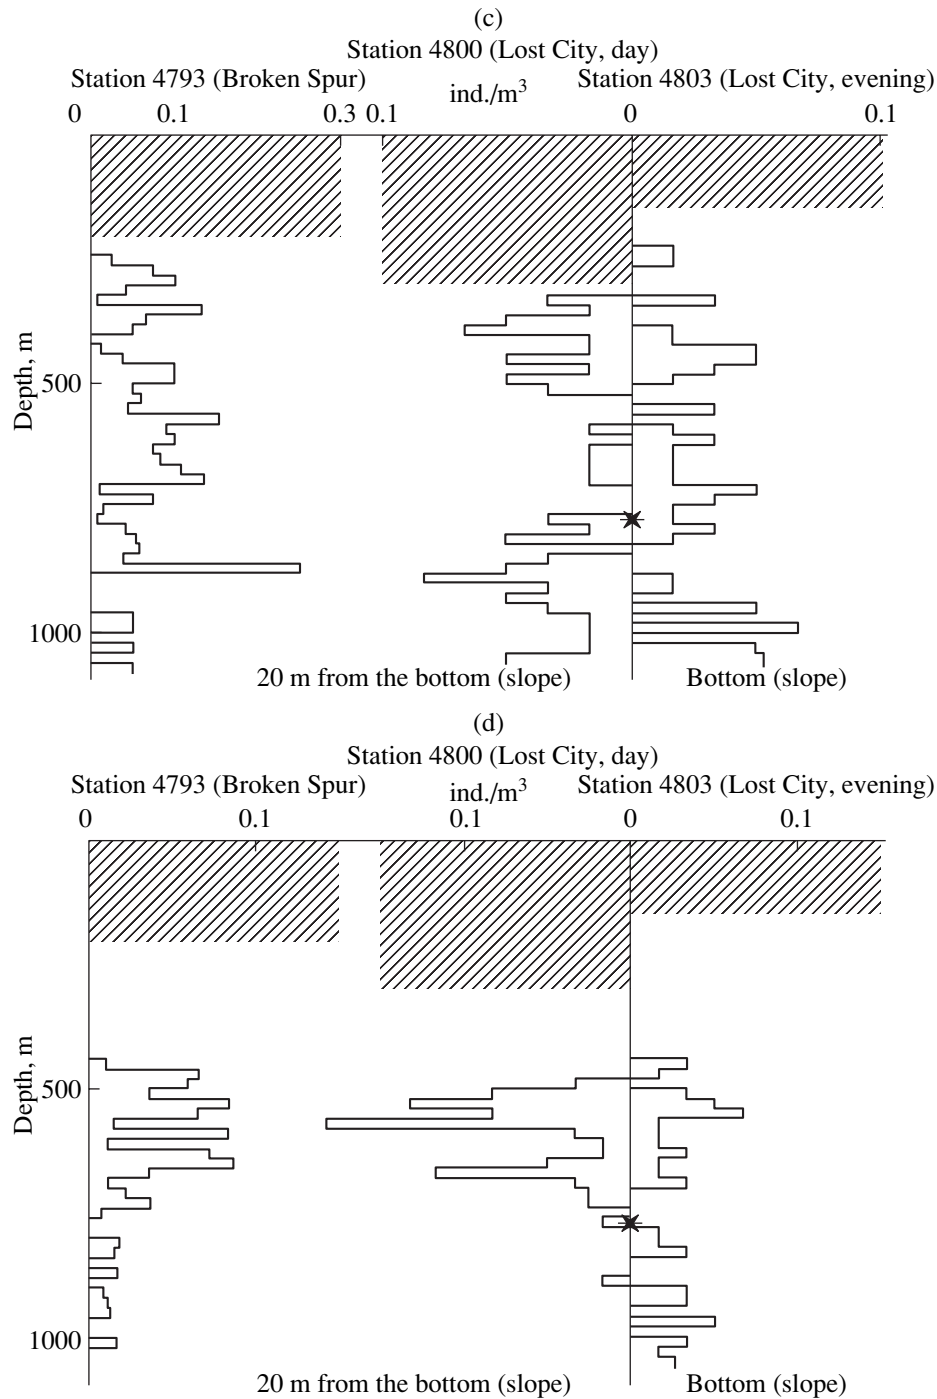 (c)
Station 4800 (Lost City, day)
Station 4793 (Broken Spur) ind./m³ Station 4803 (Lost City, evening)
0 0.1 0.3 0.1 0 0.1
Depth, m
500
1000
20 m from the bottom (slope) Bottom (slope)
(d)
Station 4800 (Lost City, day)
Station 4793 (Broken Spur) ind./m³ Station 4803 (Lost City, evening)
0 0.1 0.1 0 0.1
Depth, m
500
1000
20 m from the bottom (slope) Bottom (slope)